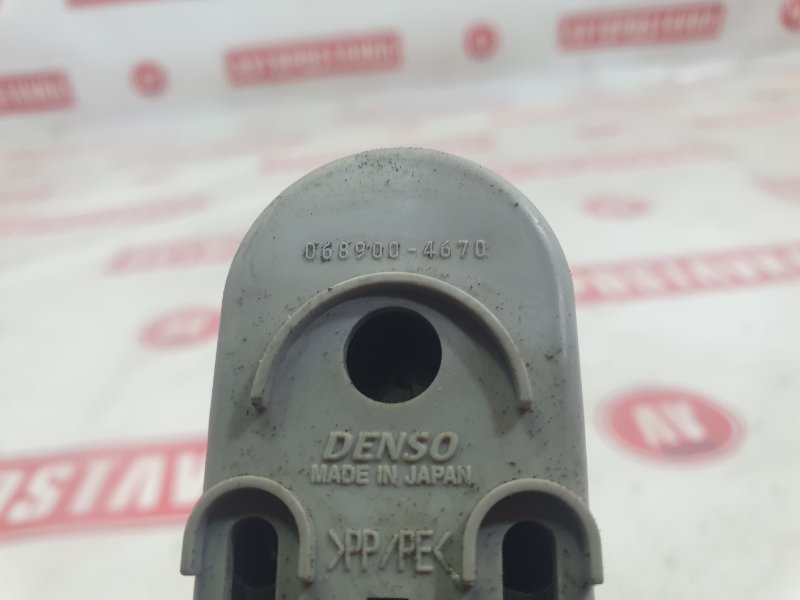 068900-4670
DENSO
MADE IN JAPAN
>PP/PE<